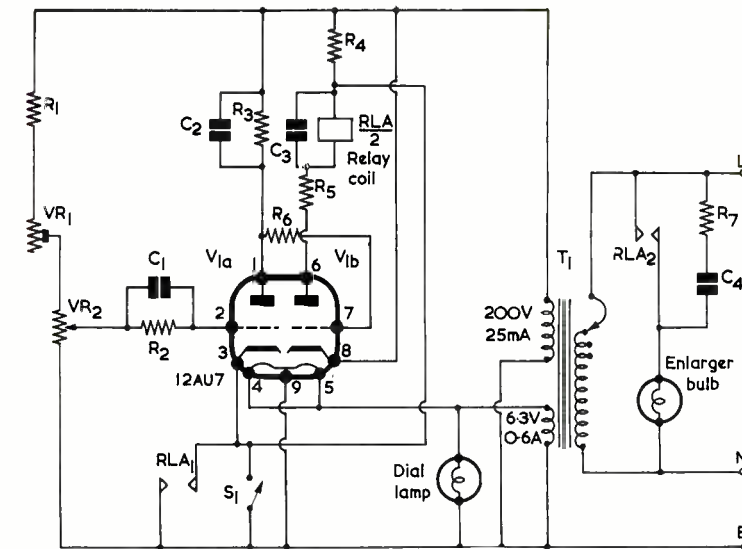 R4
R1
C2
R3
C3
RLA/2
Relay
coil
R5
L
R7
VR1
R6
V1a
V1b
T1
RLA2
C4
C1
1
6
VR2
2
7
200V
25mA
R2
3
8
12AU7
4
9
5
Enlarger
bulb
6·3V
0·6A
RLA1
S1
Dial
lamp
N
E